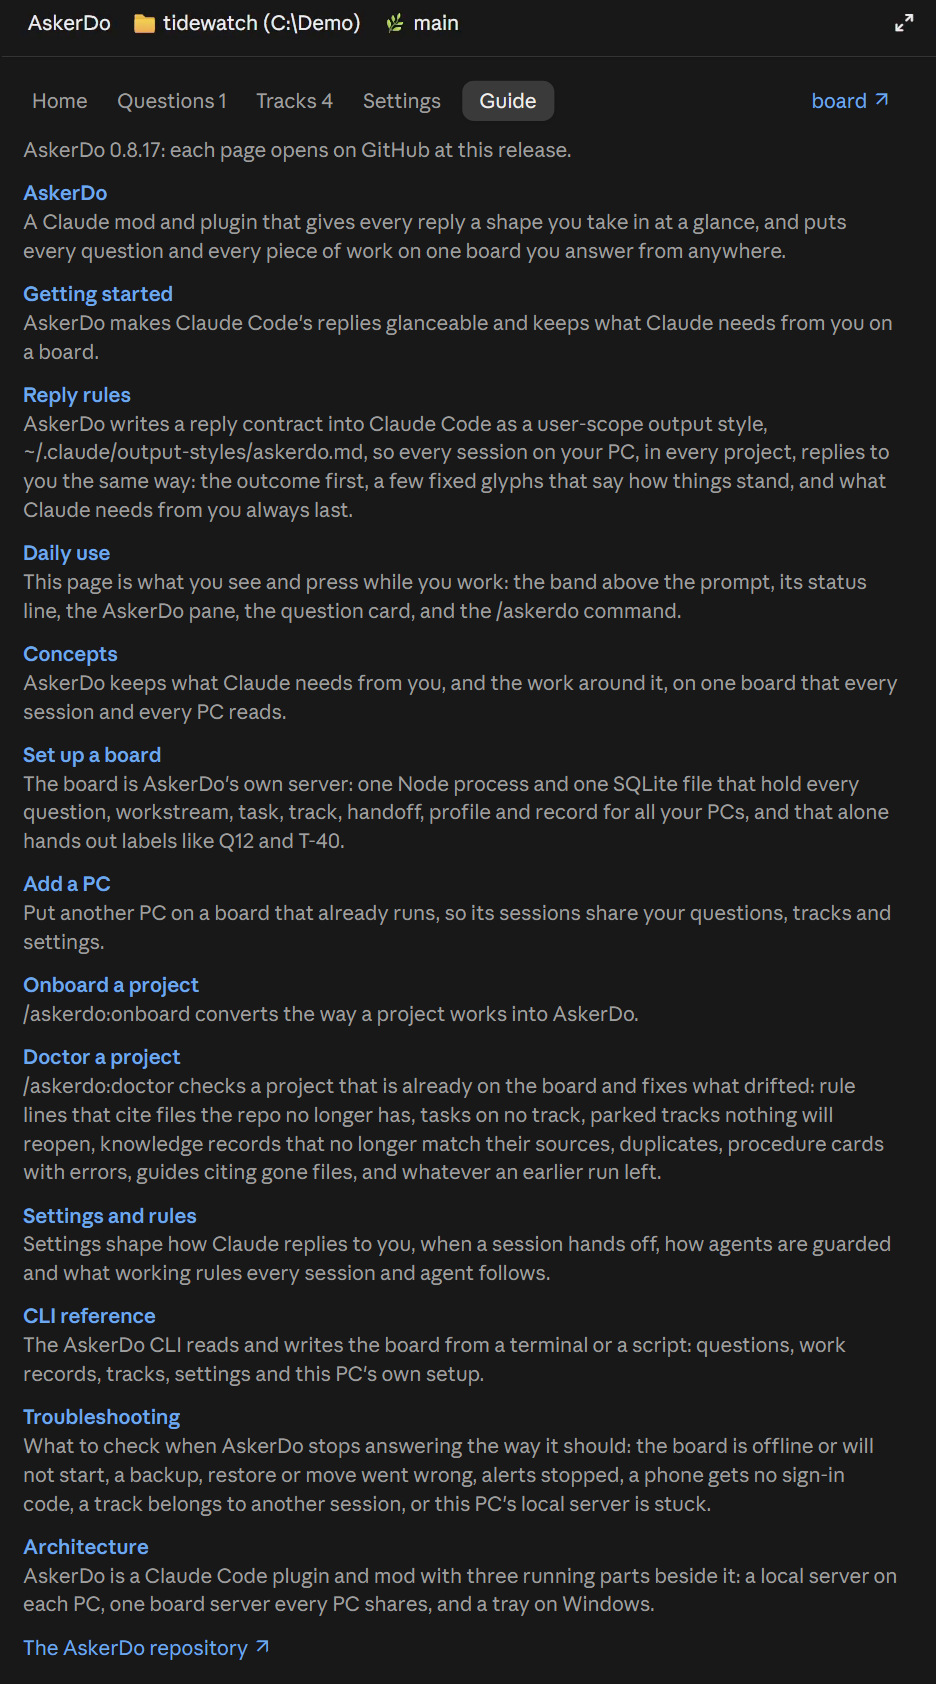 AskerDo tidewatch (C:\Demo) main
Home Questions 1 Tracks 4 Settings Guide board ↗
AskerDo 0.8.17: each page opens on GitHub at this release.
AskerDo
A Claude mod and plugin that gives every reply a shape you take in at a glance, and puts
every question and every piece of work on one board you answer from anywhere.
Getting started
AskerDo makes Claude Code's replies glanceable and keeps what Claude needs from you on
a board.
Reply rules
AskerDo writes a reply contract into Claude Code as a user-scope output style,
~/.claude/output-styles/askerdo.md, so every session on your PC, in every project, replies to
you the same way: the outcome first, a few fixed glyphs that say how things stand, and what
Claude needs from you always last.
Daily use
This page is what you see and press while you work: the band above the prompt, its status
line, the AskerDo pane, the question card, and the /askerdo command.
Concepts
AskerDo keeps what Claude needs from you, and the work around it, on one board that every
session and every PC reads.
Set up a board
The board is AskerDo's own server: one Node process and one SQLite file that hold every
question, workstream, task, track, handoff, profile and record for all your PCs, and that alone
hands out labels like Q12 and T-40.
Add a PC
Put another PC on a board that already runs, so its sessions share your questions, tracks and
settings.
Onboard a project
/askerdo:onboard converts the way a project works into AskerDo.
Doctor a project
/askerdo:doctor checks a project that is already on the board and fixes what drifted: rule
lines that cite files the repo no longer has, tasks on no track, parked tracks nothing will
reopen, knowledge records that no longer match their sources, duplicates, procedure cards
with errors, guides citing gone files, and whatever an earlier run left.
Settings and rules
Settings shape how Claude replies to you, when a session hands off, how agents are guarded
and what working rules every session and agent follows.
CLI reference
The AskerDo CLI reads and writes the board from a terminal or a script: questions, work
records, tracks, settings and this PC's own setup.
Troubleshooting
What to check when AskerDo stops answering the way it should: the board is offline or will
not start, a backup, restore or move went wrong, alerts stopped, a phone gets no sign-in
code, a track belongs to another session, or this PC's local server is stuck.
Architecture
AskerDo is a Claude Code plugin and mod with three running parts beside it: a local server on
each PC, one board server every PC shares, and a tray on Windows.
The AskerDo repository ↗